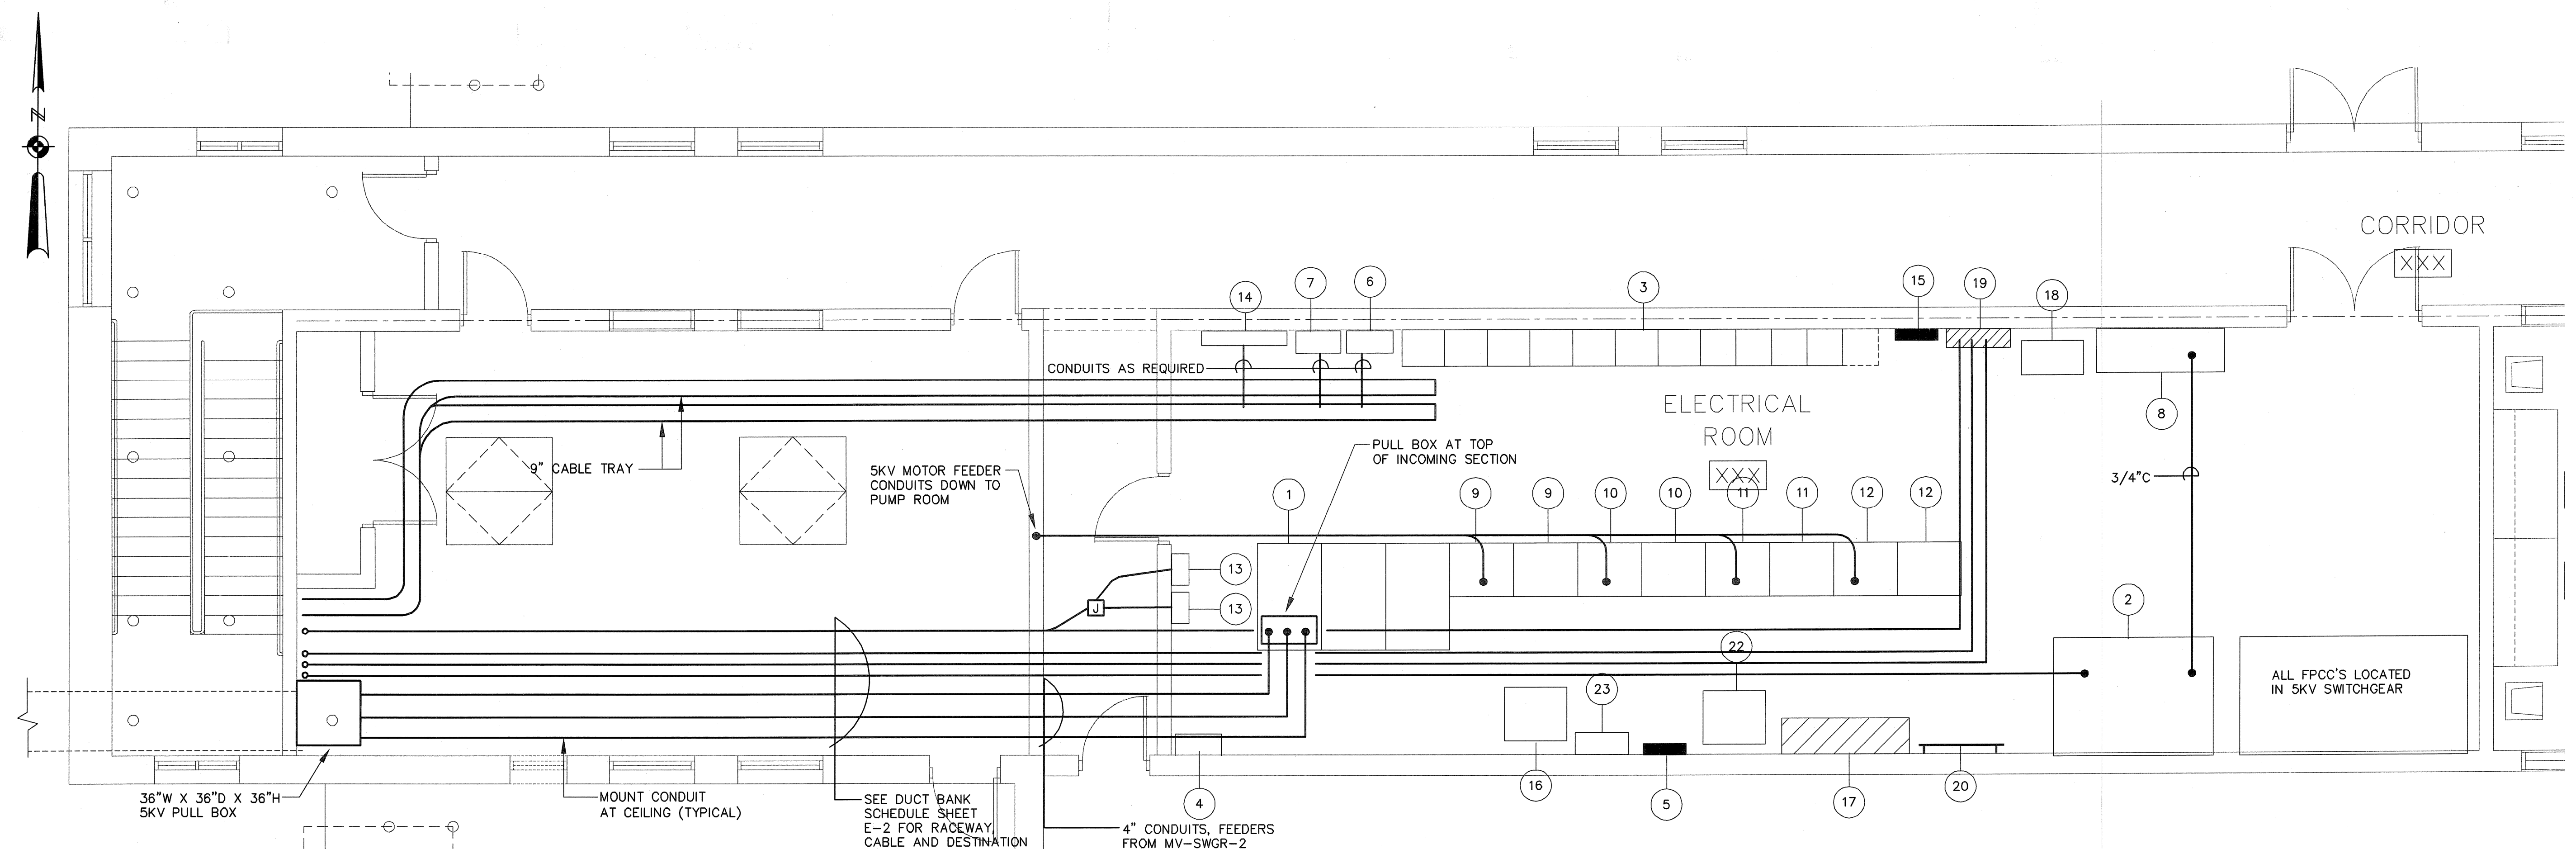 N
CORRIDOR
XXX
14
7
6
3
15
19
18
8
CONDUITS AS REQUIRED
ELECTRICAL
ROOM
XXX
9" CABLE TRAY
5KV MOTOR FEEDER
CONDUITS DOWN TO
PUMP ROOM
PULL BOX AT TOP
OF INCOMING SECTION
3/4"C
1
9
9
10
10
11
11
12
12
13
13
J
2
22
23
ALL FPCC'S LOCATED
IN 5KV SWITCHGEAR
16
5
17
20
4
36"W X 36"D X 36"H
5KV PULL BOX
MOUNT CONDUIT
AT CEILING (TYPICAL)
SEE DUCT BANK
SCHEDULE SHEET
E-2 FOR RACEWAY,
CABLE AND DESTINATION
4" CONDUITS, FEEDERS
FROM MV-SWGR-2